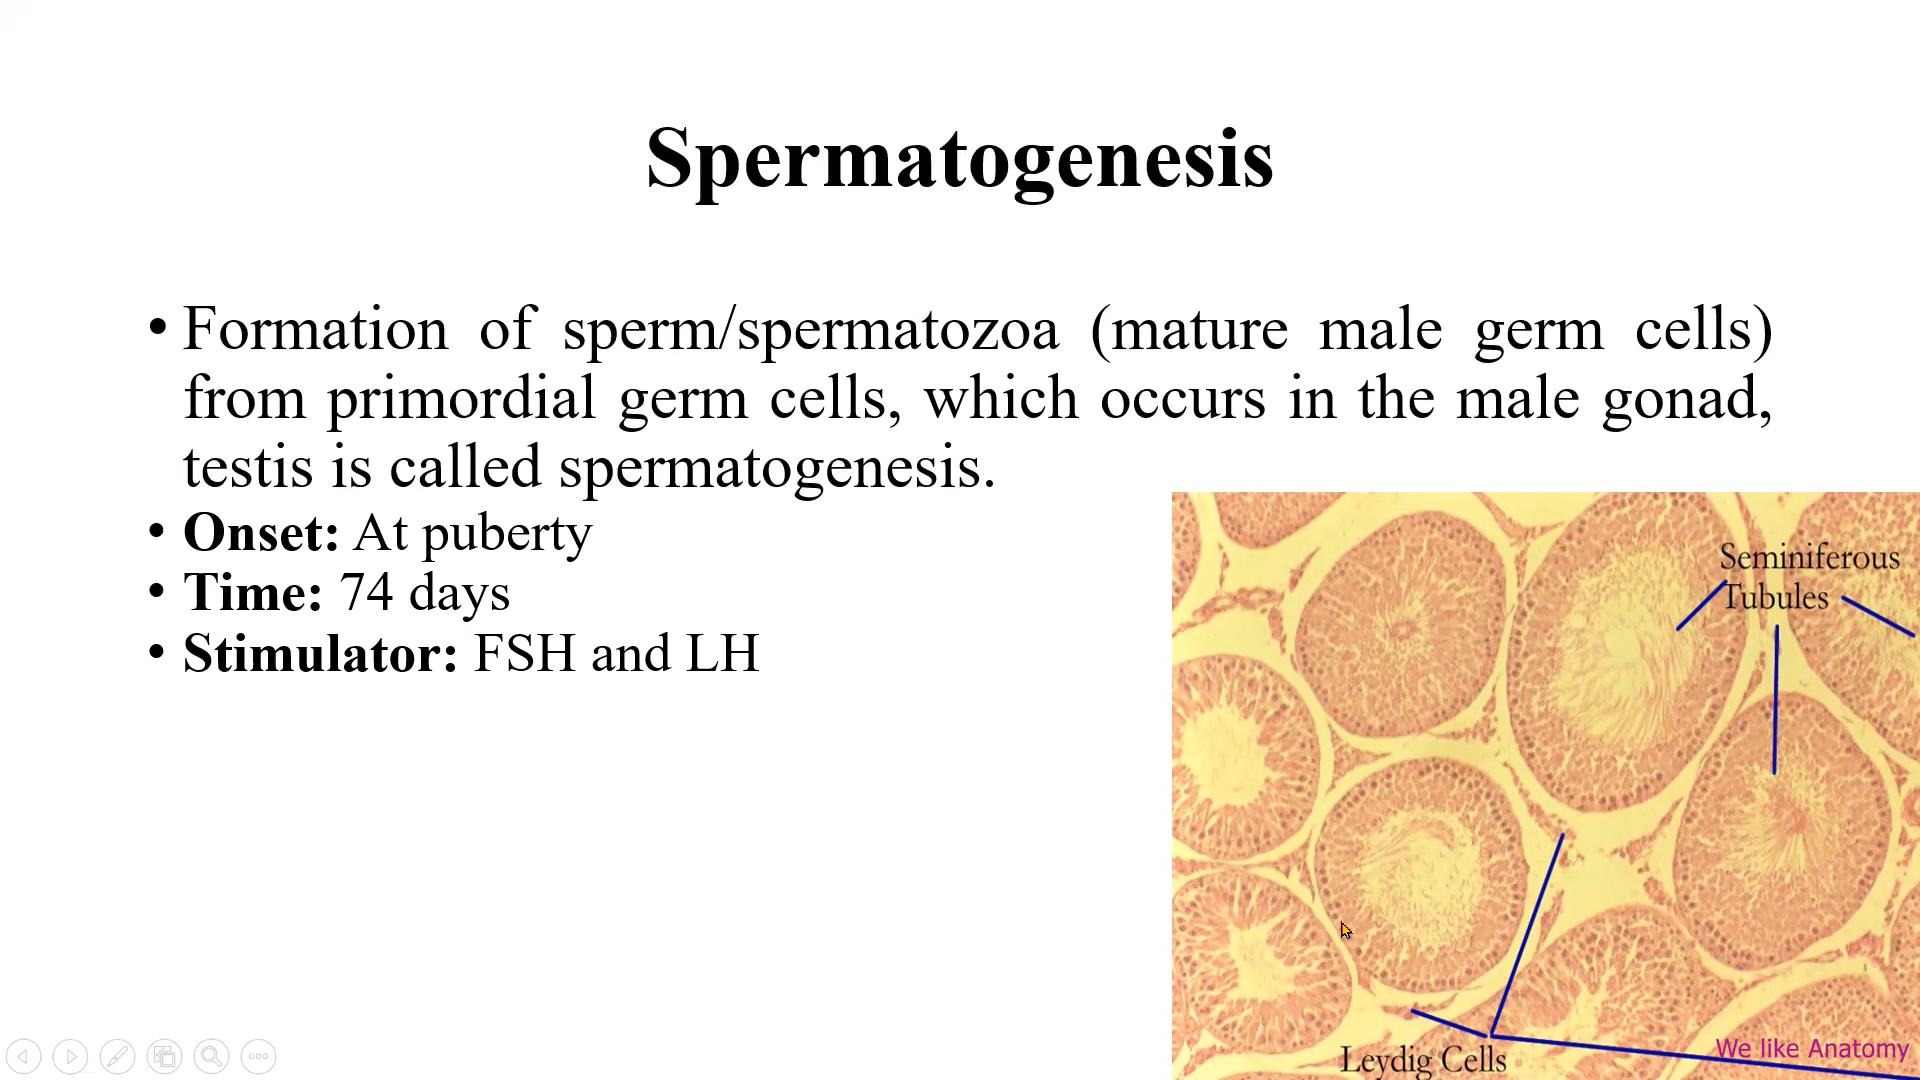 Spermatogenesis
• Formation of sperm/spermatozoa (mature male germ cells)
from primordial germ cells, which occurs in the male gonad,
testis is called spermatogenesis.
• Onset: At puberty
• Time: 74 days
• Stimulator: FSH and LH
Seminiferous
Tubules
Leydig Cells
We like Anatomy